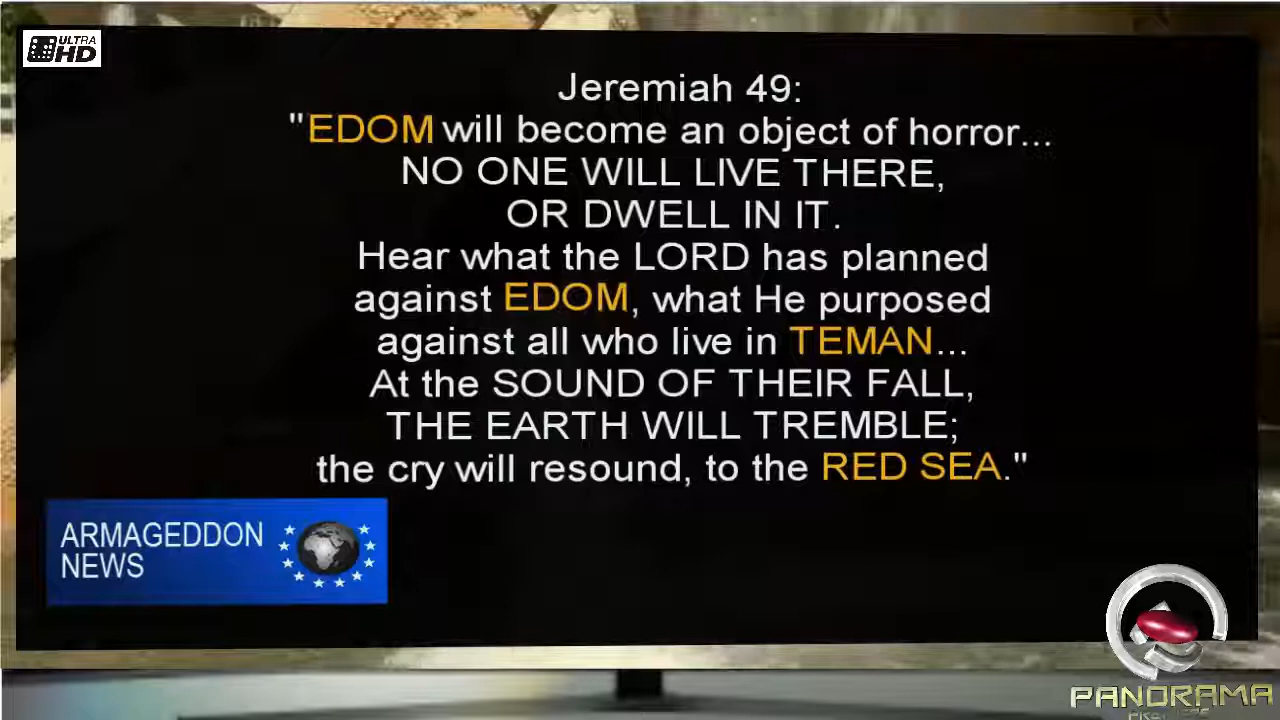 ULTRA
HD
Jeremiah 49:
"EDOM will become an object of horror...
NO ONE WILL LIVE THERE,
OR DWELL IN IT.
Hear what the LORD has planned
against EDOM, what He purposed
against all who live in TEMAN...
At the SOUND OF THEIR FALL,
THE EARTH WILL TREMBLE;
the cry will resound, to the RED SEA."
ARMAGEDDON
NEWS
PANORAMA